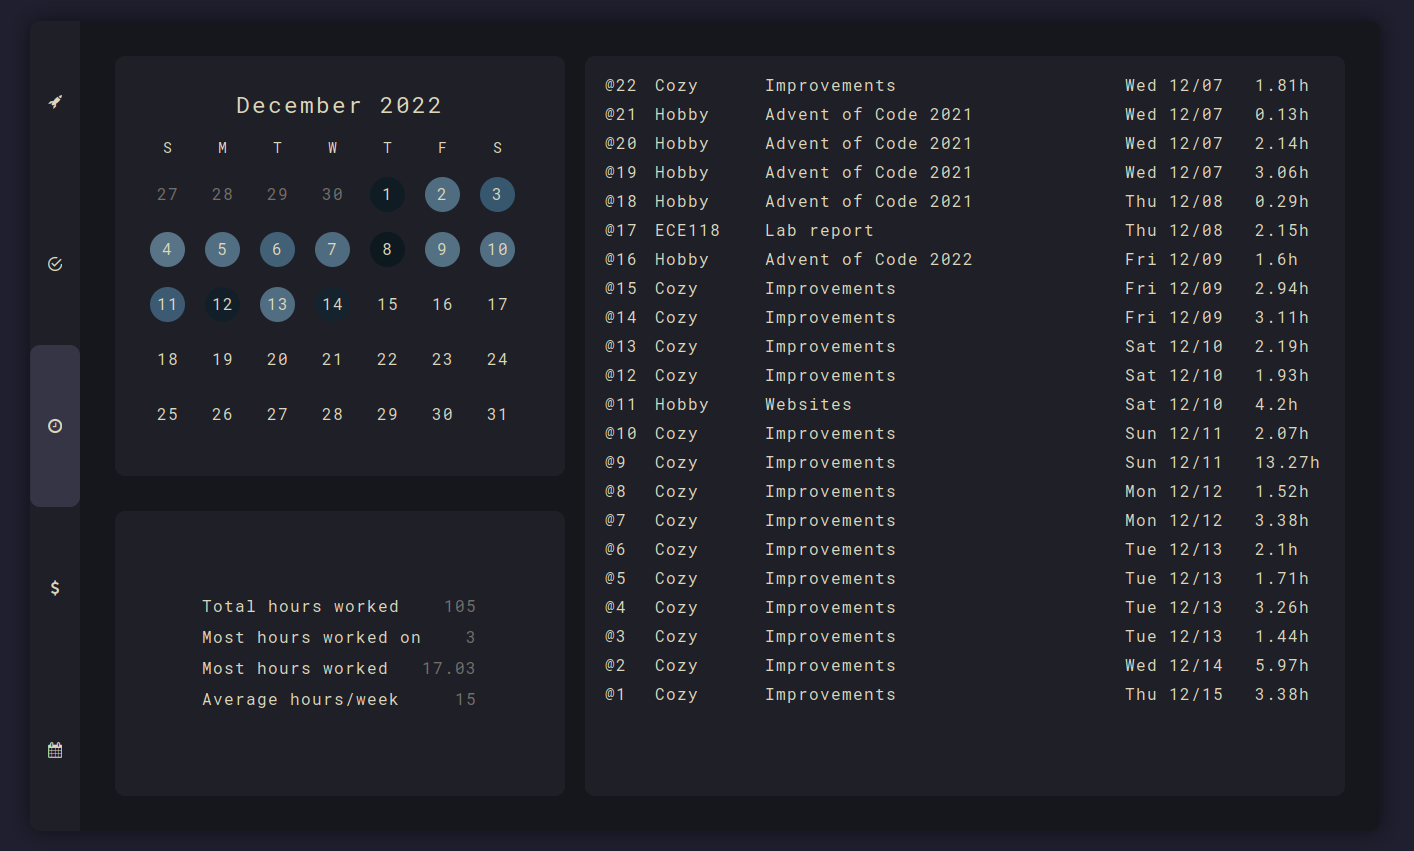 December 2022
S M T W T F S
27 28 29 30 1 2 3
4 5 6 7 8 9 10
11 12 13 14 15 16 17
18 19 20 21 22 23 24
25 26 27 28 29 30 31
Total hours worked 105
Most hours worked on 3
Most hours worked 17.03
Average hours/week 15
@22 Cozy Improvements Wed 12/07 1.81h
@21 Hobby Advent of Code 2021 Wed 12/07 0.13h
@20 Hobby Advent of Code 2021 Wed 12/07 2.14h
@19 Hobby Advent of Code 2021 Wed 12/07 3.06h
@18 Hobby Advent of Code 2021 Thu 12/08 0.29h
@17 ECE118 Lab report Thu 12/08 2.15h
@16 Hobby Advent of Code 2022 Fri 12/09 1.6h
@15 Cozy Improvements Fri 12/09 2.94h
@14 Cozy Improvements Fri 12/09 3.11h
@13 Cozy Improvements Sat 12/10 2.19h
@12 Cozy Improvements Sat 12/10 1.93h
@11 Hobby Websites Sat 12/10 4.2h
@10 Cozy Improvements Sun 12/11 2.07h
@9 Cozy Improvements Sun 12/11 13.27h
@8 Cozy Improvements Mon 12/12 1.52h
@7 Cozy Improvements Mon 12/12 3.38h
@6 Cozy Improvements Tue 12/13 2.1h
@5 Cozy Improvements Tue 12/13 1.71h
@4 Cozy Improvements Tue 12/13 3.26h
@3 Cozy Improvements Tue 12/13 1.44h
@2 Cozy Improvements Wed 12/14 5.97h
@1 Cozy Improvements Thu 12/15 3.38h